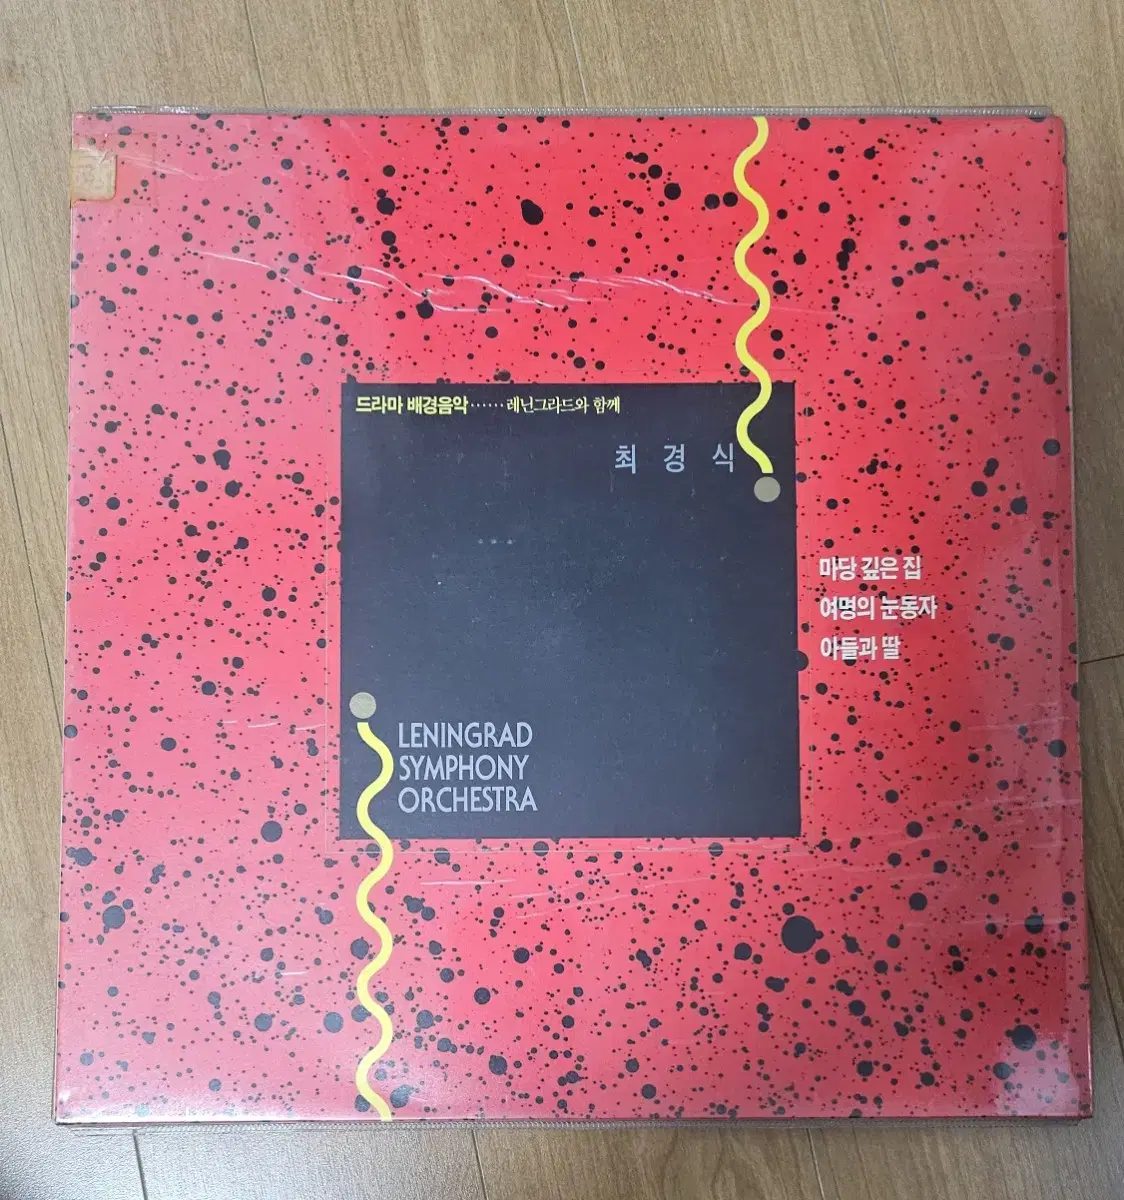 드라마 배경음악······레닌그라드와 함께
최 경 식
마당 깊은 집
여명의 눈동자
아들과 딸
LENINGRAD
SYMPHONY
ORCHESTRA